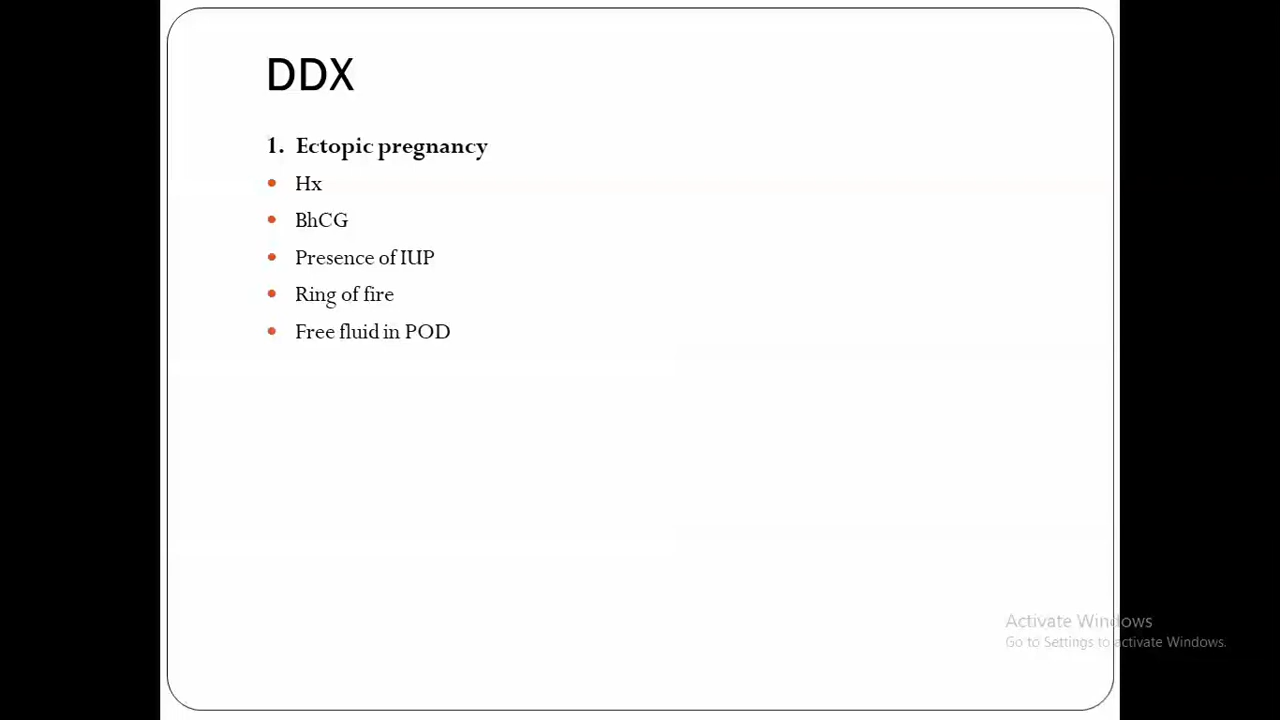 DDX
1. Ectopic pregnancy
• Hx
• BhCG
• Presence of IUP
• Ring of fire
• Free fluid in POD
Activate Windows
Go to Settings to activate Windows.